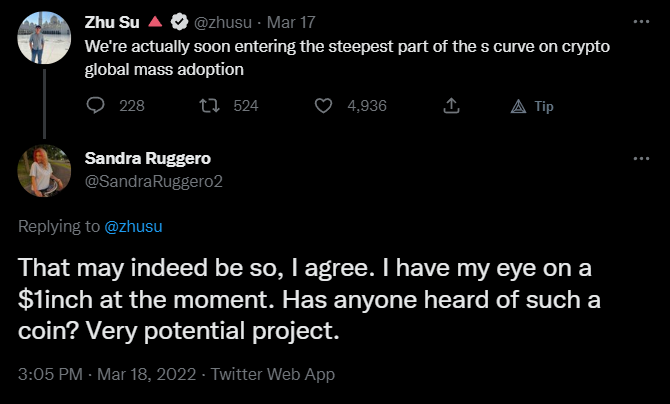 Zhu Su 🔺 @zhusu · Mar 17
We're actually soon entering the steepest part of the s curve on crypto
global mass adoption
228 524 4,936 Tip
Sandra Ruggero
@SandraRuggero2
Replying to @zhusu
That may indeed be so, I agree. I have my eye on a
$1inch at the moment. Has anyone heard of such a
coin? Very potential project.
3:05 PM · Mar 18, 2022 · Twitter Web App